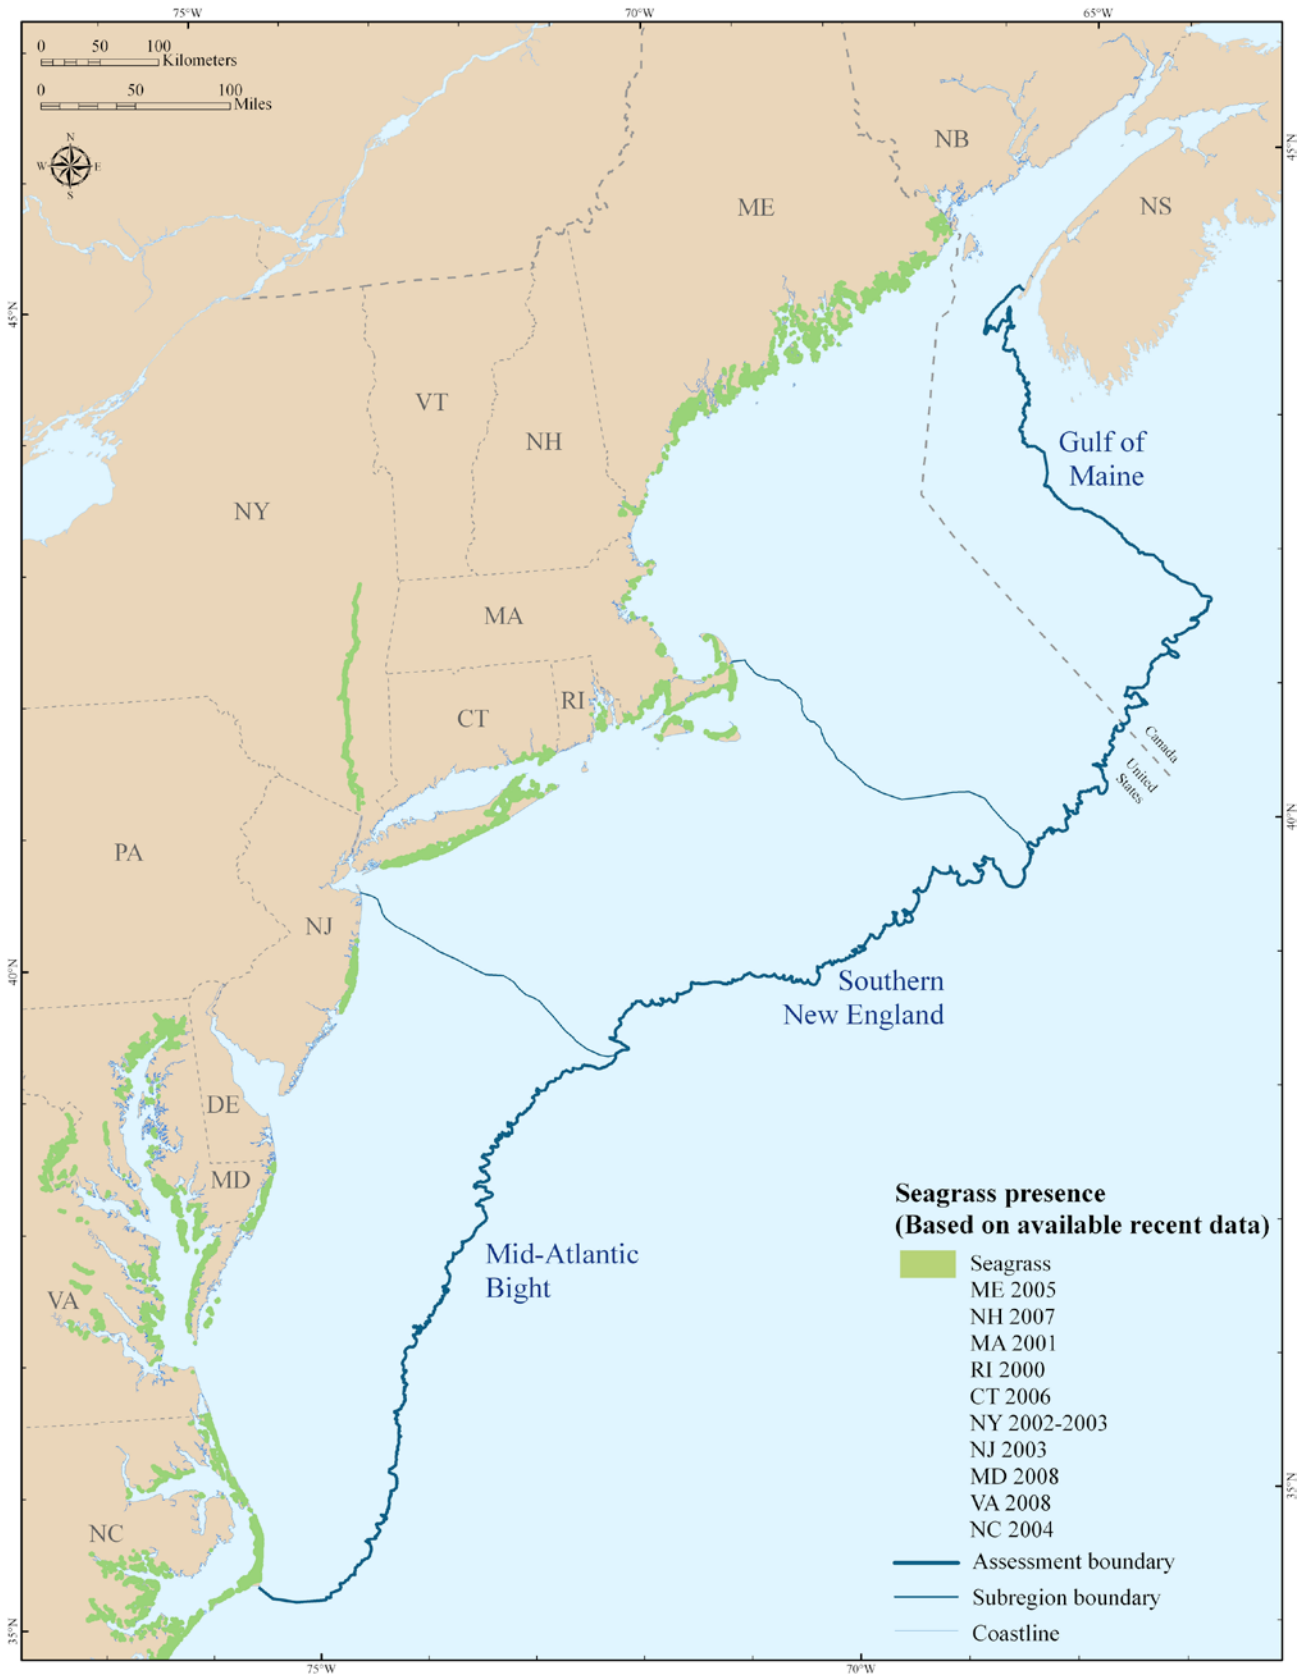 75°W 70°W 65°W
0 50 100
Kilometers
0 50 100
Miles
N
W E
S
45°N
45°N
NB
NS
ME
VT
NH
Gulf of
Maine
NY
MA
RI
CT
Canada
United
States
40°N
PA
NJ
40°N
Southern
New England
DE
MD
Mid-Atlantic
Bight
VA
NC
Seagrass presence
(Based on available recent data)
Seagrass
ME 2005
NH 2007
MA 2001
RI 2000
CT 2006
NY 2002-2003
NJ 2003
MD 2008
VA 2008
NC 2004
Assessment boundary
Subregion boundary
Coastline
35°N
35°N
75°W 70°W